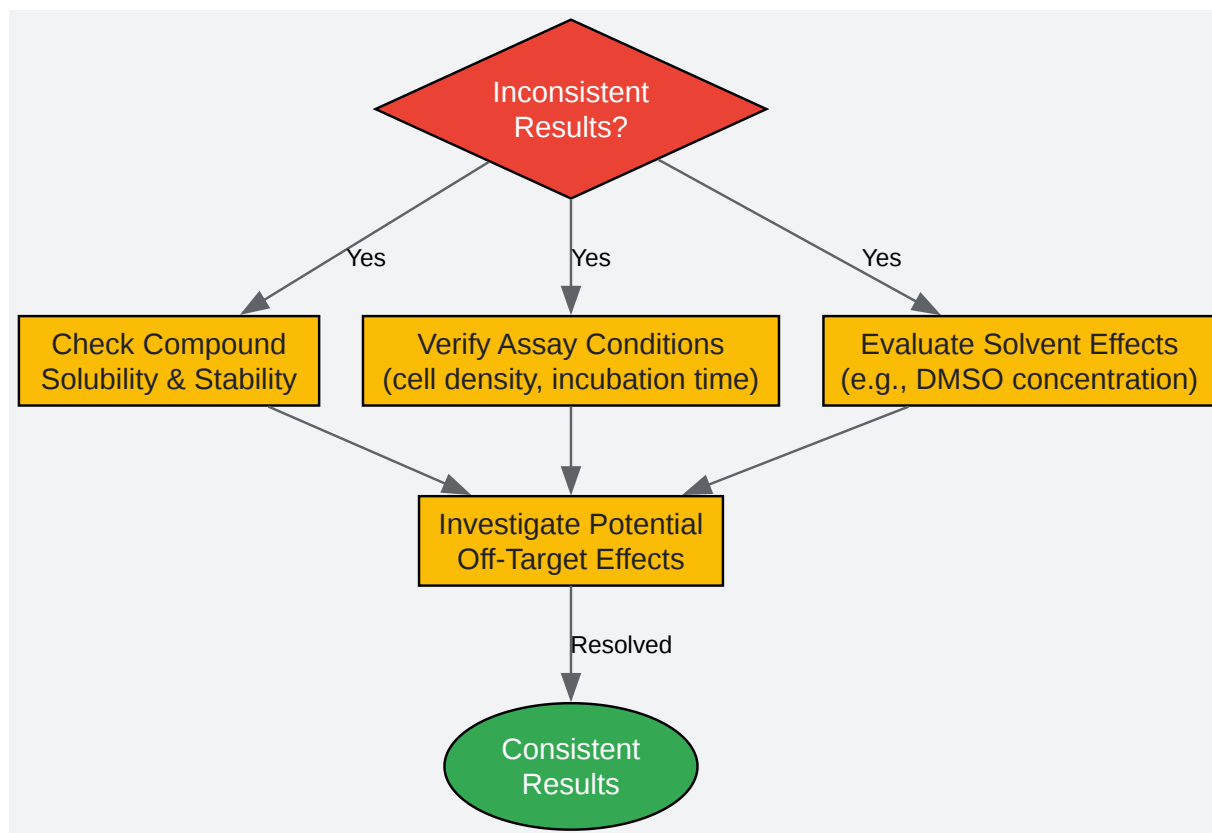 Inconsistent
Results?
Yes
Yes
Yes
Check Compound
Solubility & Stability
Verify Assay Conditions
(cell density, incubation time)
Evaluate Solvent Effects
(e.g., DMSO concentration)
Investigate Potential
Off-Target Effects
Resolved
Consistent
Results